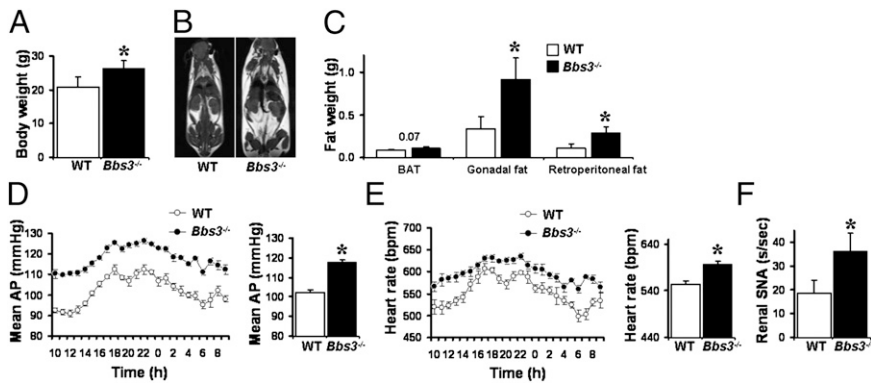 A
Body weight (g)
30
20
10
0
*
WT
Bbs3-/-
B
WT
Bbs3-/-
C
WT
Bbs3-/-
Fat weight (g)
1.0
0.5
0.0
0.07
*
*
BAT
Gonadal fat
Retroperitoneal fat
D
WT
Bbs3-/-
Mean AP (mmHg)
130
120
110
100
90
80
10 12 14 16 18 20 22 0 2 4 6 8
Time (h)
Mean AP (mmHg)
130
120
110
100
90
80
*
WT
Bbs3-/-
E
WT
Bbs3-/-
Heart rate (bpm)
700
650
600
550
500
450
10 12 14 16 18 20 22 0 2 4 6 8
Time (h)
Heart rate (bpm)
640
540
440
*
WT
Bbs3-/-
F
Renal SNA (s/sec)
40
20
0
*
WT
Bbs3-/-